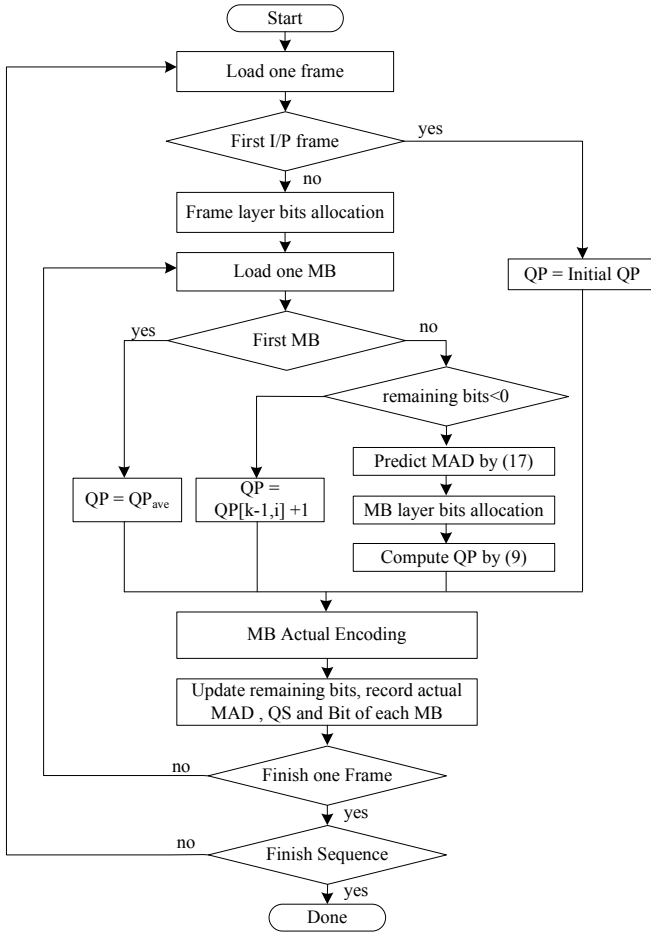 Start
Load one frame
First I/P frame
yes
no
Frame layer bits allocation
Load one MB
QP = Initial QP
yes
First MB
no
remaining bits<0
Predict MAD by (17)
QP = QPave
QP =
QP[k-1,i] +1
MB layer bits allocation
Compute QP by (9)
MB Actual Encoding
Update remaining bits, record actual
MAD , QS and Bit of each MB
no
Finish one Frame
yes
no
Finish Sequence
yes
Done